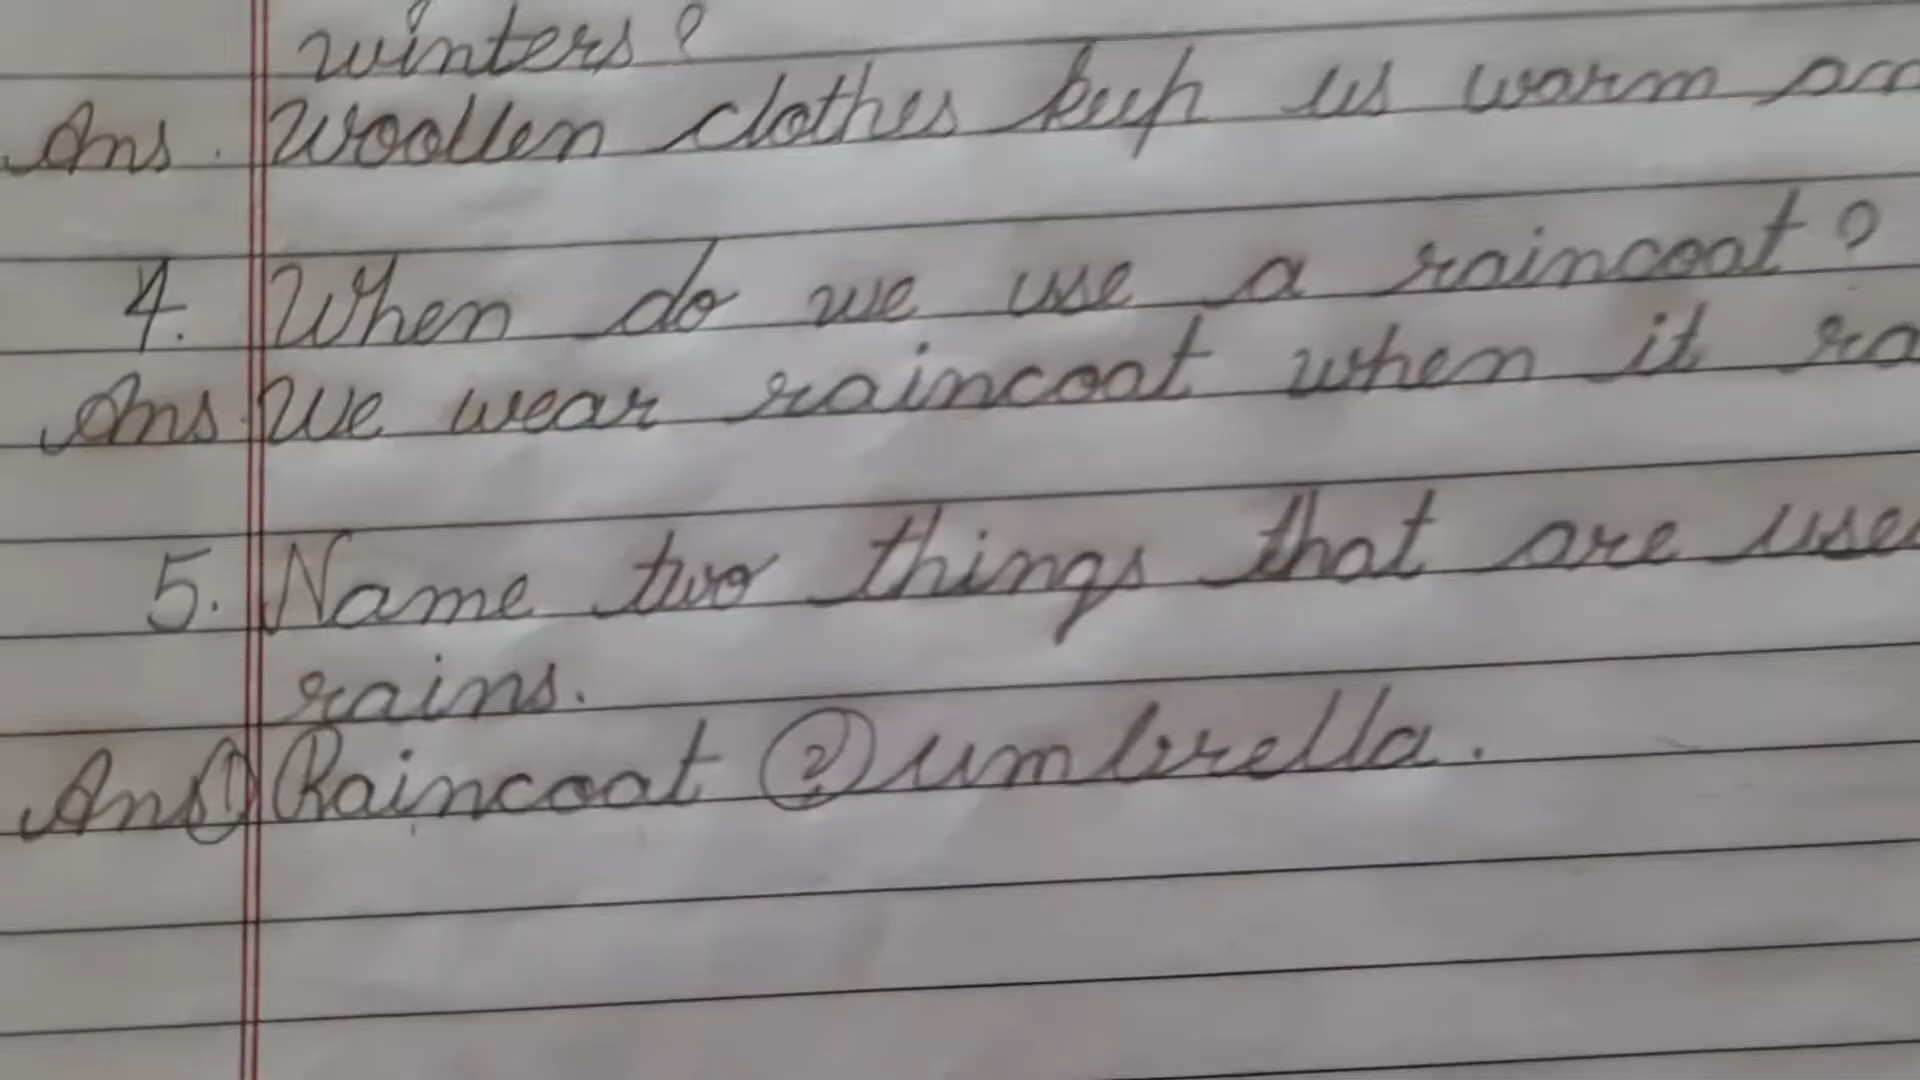 winters?
Ans. Woollen clothes keep us warm
4. When do we use a raincoat?
Ans. We wear raincoat when it
5. Name two things that are
rains.
Ans ① Raincoat ② umbrella.